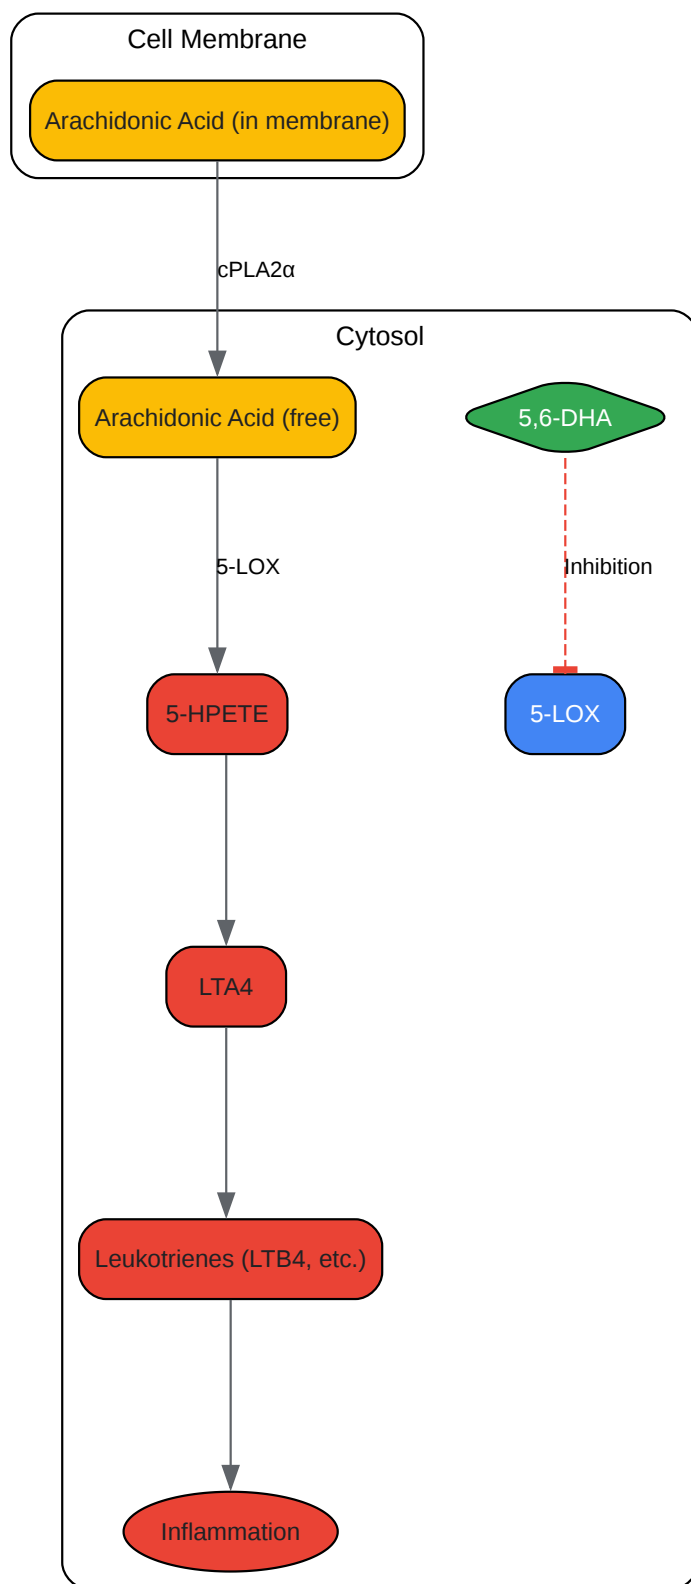 Cell Membrane
Arachidonic Acid (in membrane)
cPLA2α
Cytosol
Arachidonic Acid (free)
5,6-DHA
5-LOX
Inhibition
5-HPETE
5-LOX
LTA4
Leukotrienes (LTB4, etc.)
Inflammation